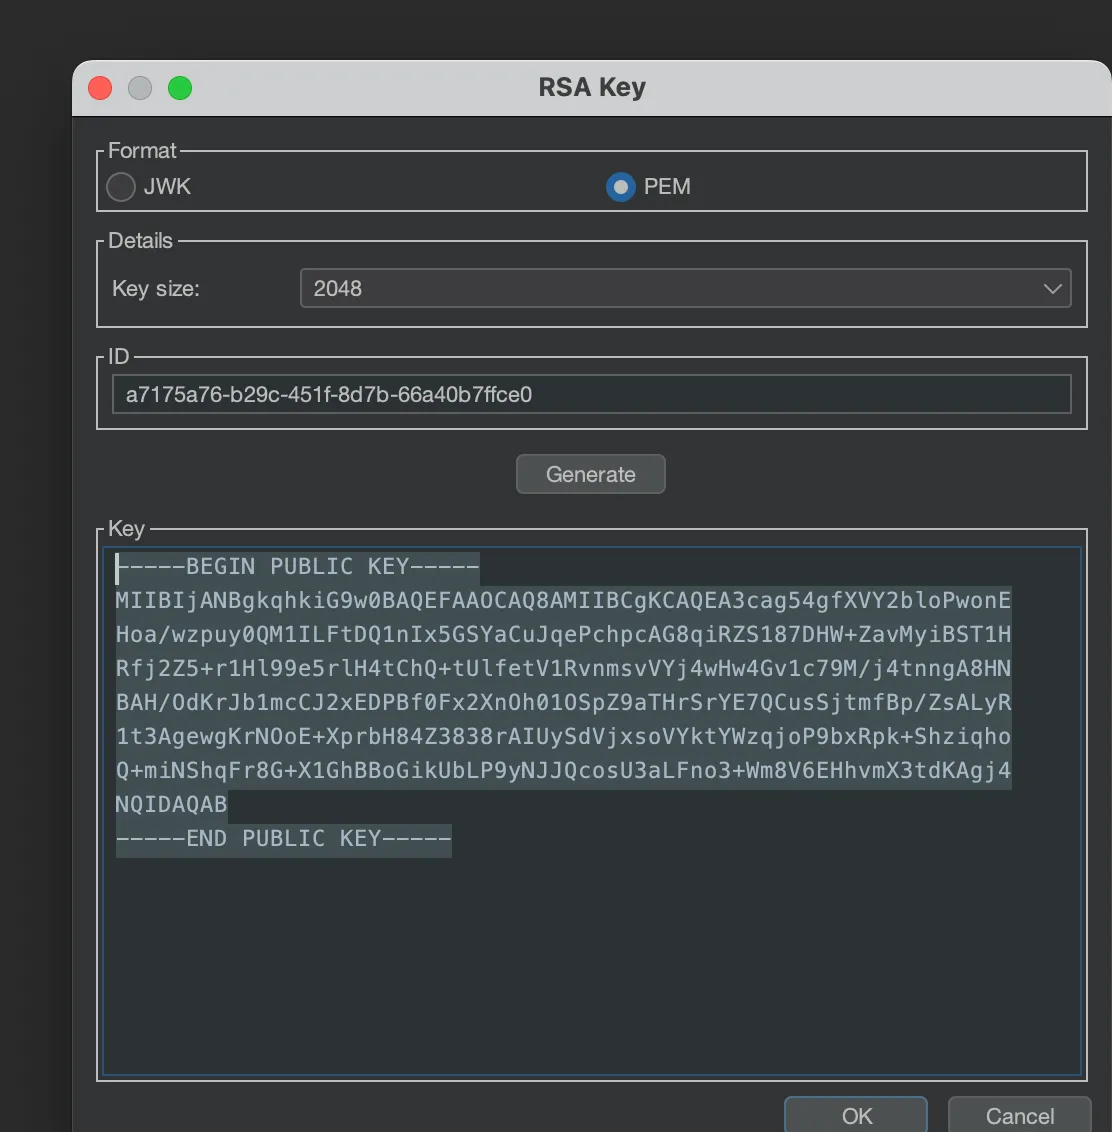 RSA Key
Format
JWK
PEM
Details
Key size:
2048
ID
a7175a76-b29c-451f-8d7b-66a40b7ffce0
Generate
Key
-----BEGIN PUBLIC KEY-----
MIIBIjANBgkqhkiG9w0BAQEFAAOCAQ8AMIIBCgKCAQEA3cag54gfXVY2bloPwonE
Hoa/wzpuy0QM1ILFtDQ1nIx5GSYaCuJqePchpcAG8qiRZS187DHW+ZavMyiBST1H
Rfj2Z5+r1Hl99e5rlH4tChQ+tUlfetV1RvnmsvVYj4wHw4Gv1c79M/j4tnngA8HN
BAH/OdKrJb1mcCJ2xEDPBf0Fx2XnOh01OSpZ9aTHrSrYE7QCusSjtmfBp/ZsALyR
1t3AgewgKrNOoE+XprbH84Z3838rAIUySdVjxsoVYktYWzqjoP9bxRpk+Shziqho
Q+miNShqFr8G+X1GhBBoGikUbLP9yNJJQcosU3aLFno3+Wm8V6EHhvmX3tdKAgj4
NQIDAQAB
-----END PUBLIC KEY-----
OK
Cancel